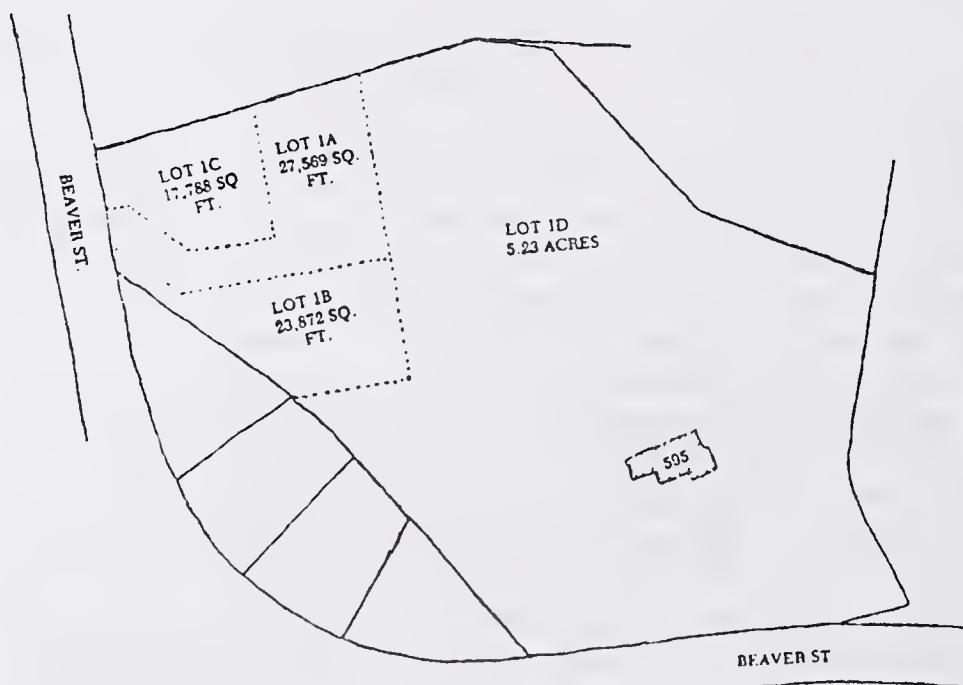 LOT 1C
17,788 SQ
FT.
LOT 1A
27,569 SQ.
FT.
BEAVER ST.
LOT 1D
5.23 ACRES
LOT 1B
23,872 SQ.
FT.
595
BEAVER ST